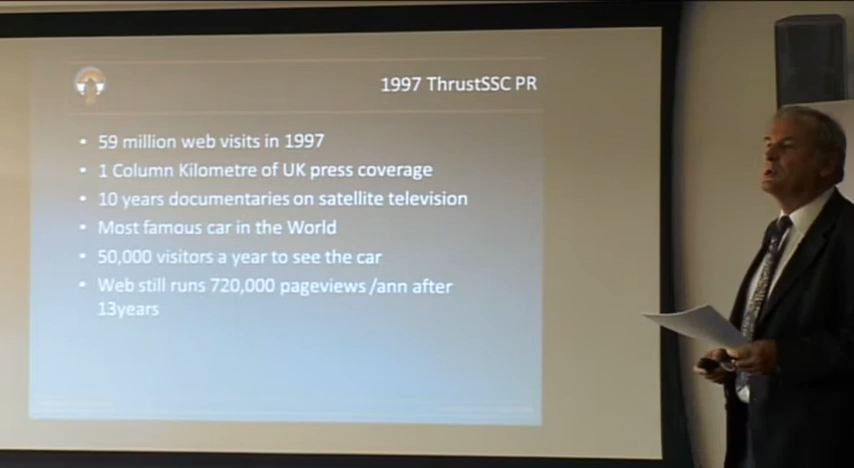 1997 ThrustSSC PR
• 59 million web visits in 1997
• 1 Column Kilometre of UK press coverage
• 10 years documentaries on satellite television
• Most famous car in the World
• 50,000 visitors a year to see the car
• Web still runs 720,000 pageviews /ann after
13years